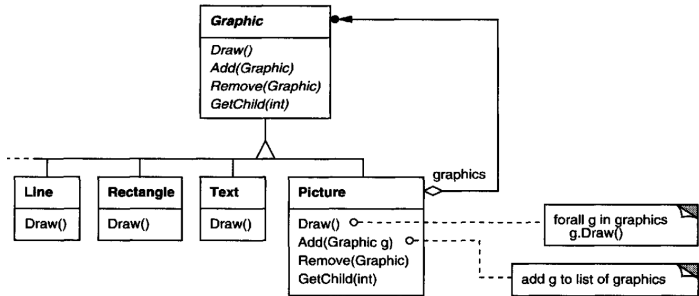 Graphic
Draw()
Add(Graphic)
Remove(Graphic)
GetChild(int)
graphics
Line
Draw()
Rectangle
Draw()
Text
Draw()
Picture
Draw()
Add(Graphic g)
Remove(Graphic)
GetChild(int)
forall g in graphics
g.Draw()
add g to list of graphics